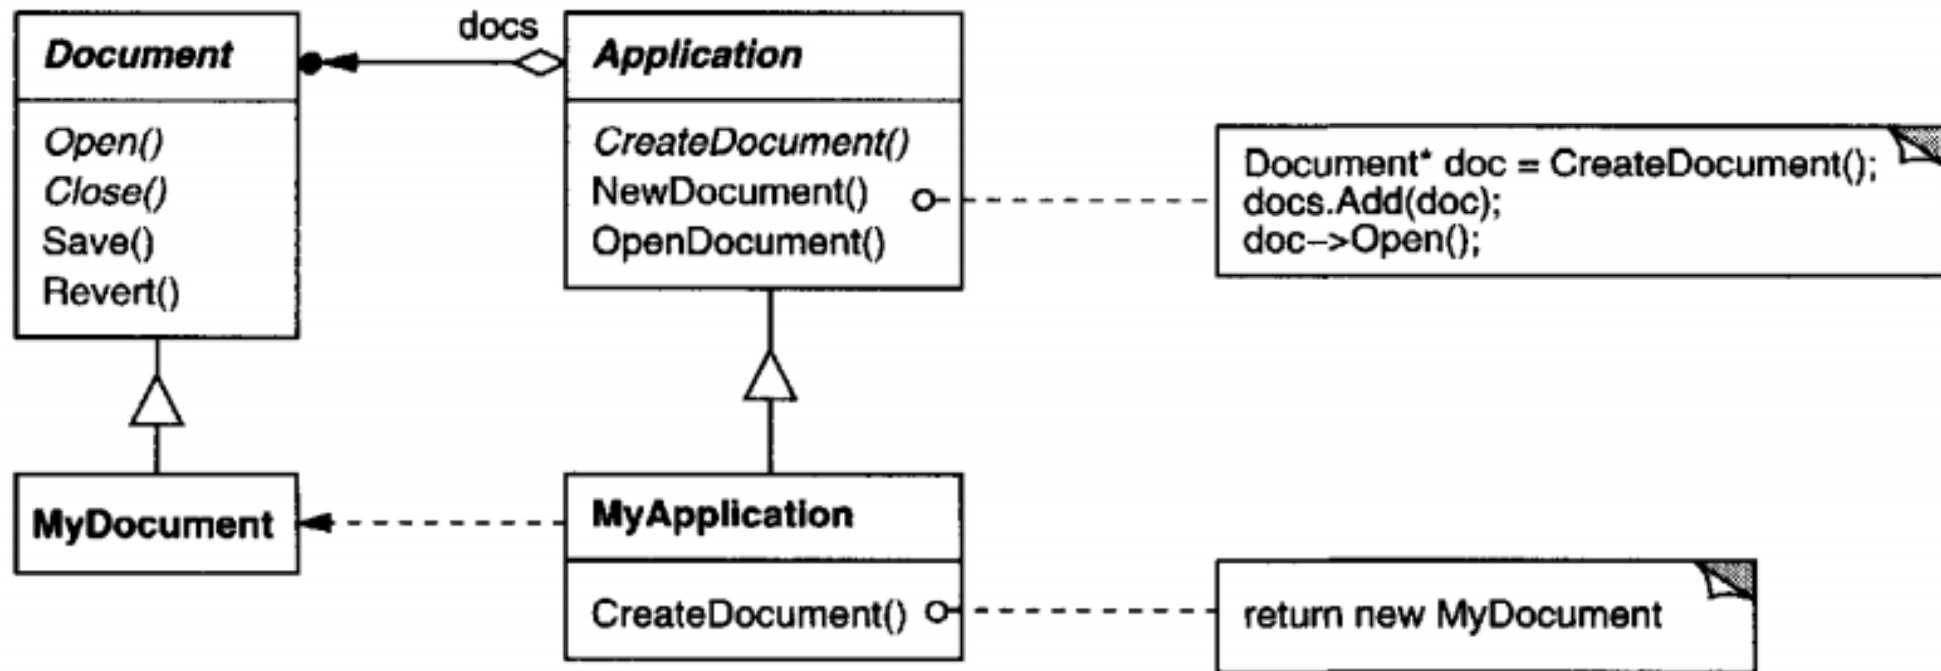 docs
Document
Open()
Close()
Save()
Revert()
Application
CreateDocument()
NewDocument()
OpenDocument()
Document* doc = CreateDocument();
docs.Add(doc);
doc–>Open();
MyDocument
MyApplication
CreateDocument()
return new MyDocument